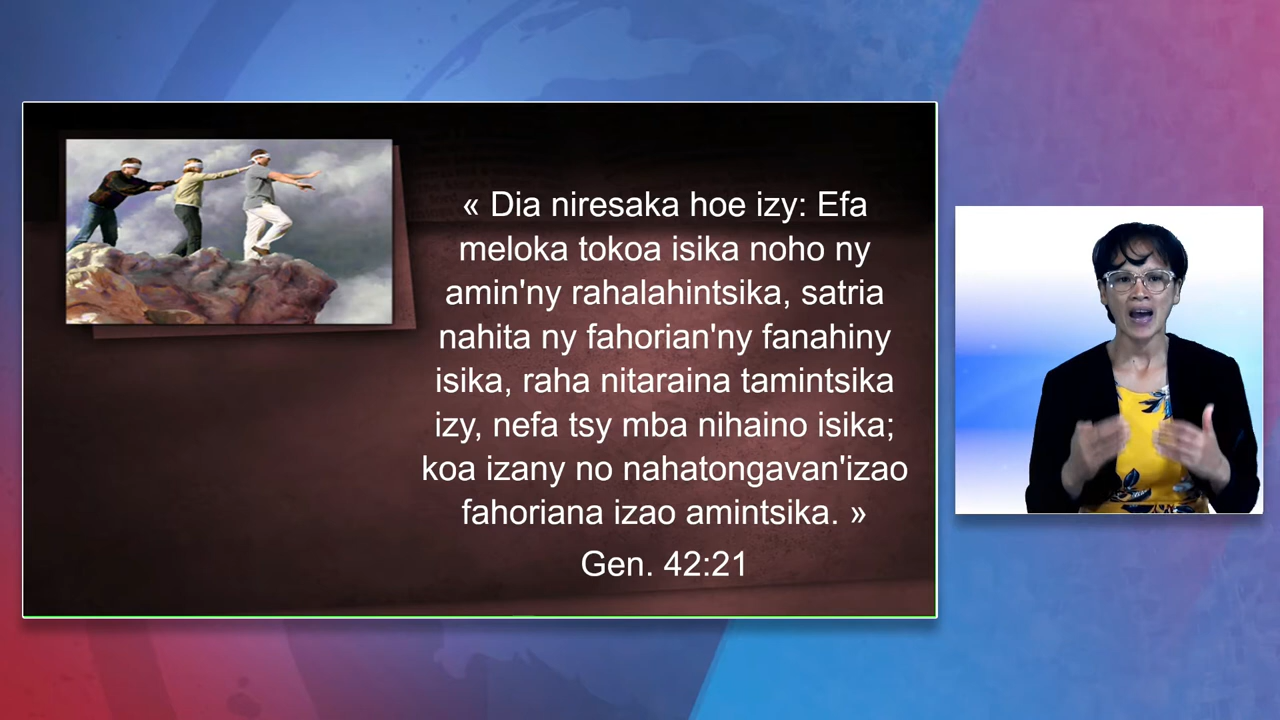 « Dia niresaka hoe izy: Efa
meloka tokoa isika noho ny
amin'ny rahalahintsika, satria
nahita ny fahorian'ny fanahiny
isika, raha nitaraina tamintsika
izy, nefa tsy mba nihaino isika;
koa izany no nahatongavan'izao
fahoriana izao amintsika. »
Gen. 42:21